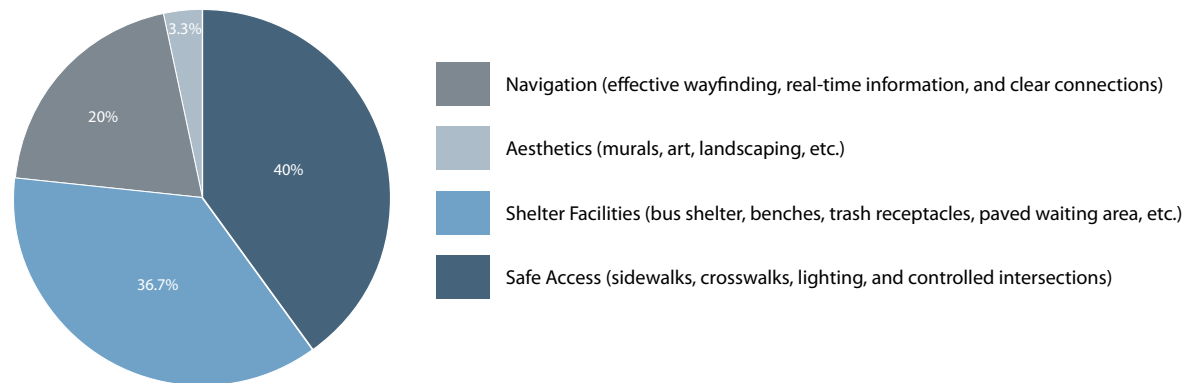 3.3%
20%
40%
36.7%
Navigation (effective wayfinding, real-time information, and clear connections)
Aesthetics (murals, art, landscaping, etc.)
Shelter Facilities (bus shelter, benches, trash receptacles, paved waiting area, etc.)
Safe Access (sidewalks, crosswalks, lighting, and controlled intersections)